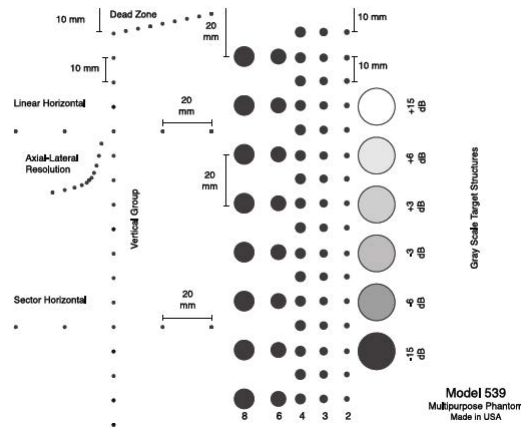 Dead Zone
10 mm
20
mm
10 mm
10 mm
10 mm
Linear Horizontal
20
mm
+15
dB
Axial-Lateral
Resolution
+6
dB
20
mm
+3
dB
Vertical Group
Gray Scale Target Structures
-3
dB
Sector Horizontal
20
mm
-6
dB
-15
dB
Model 539
Multipurpose Phantom
Made in USA
8 6 4 3 2